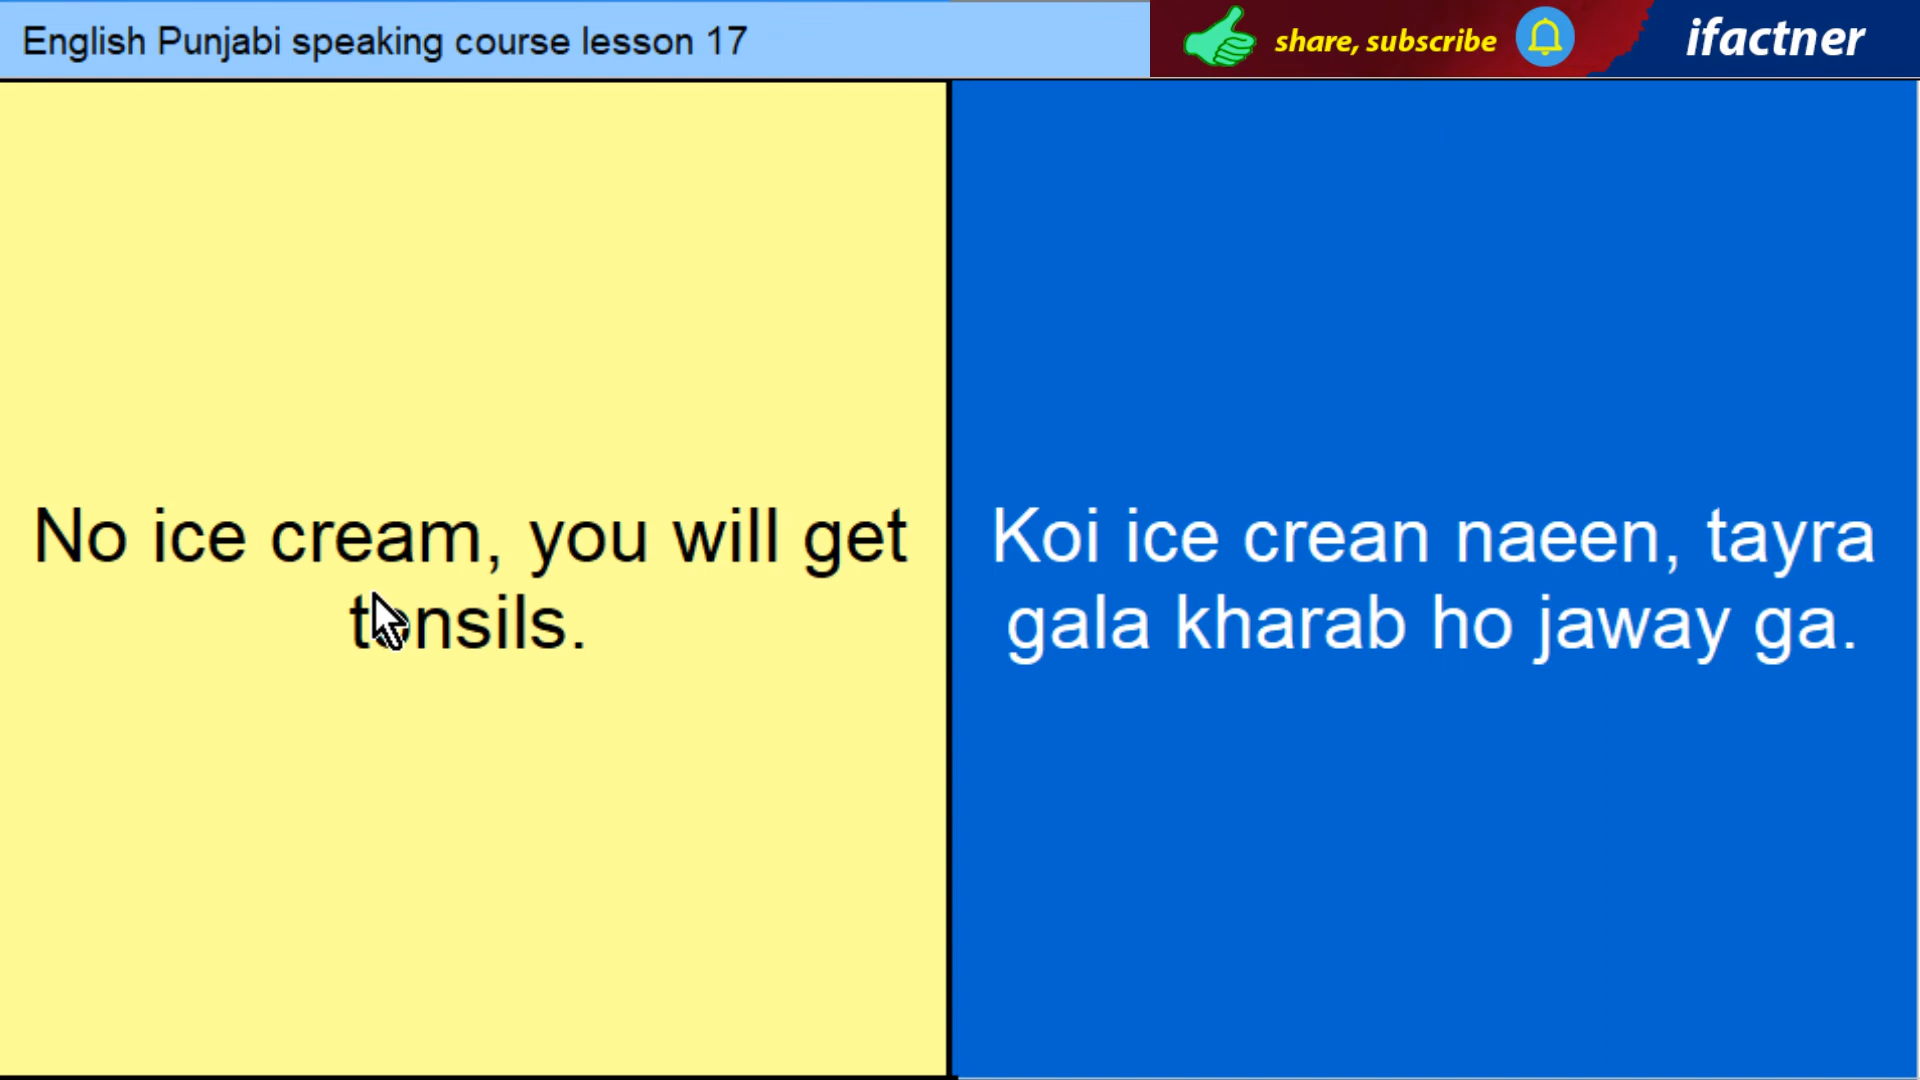 English Punjabi speaking course lesson 17
share, subscribe
ifactner
No ice cream, you will get
tonsils.
Koi ice crean naeen, tayra
gala kharab ho jaway ga.